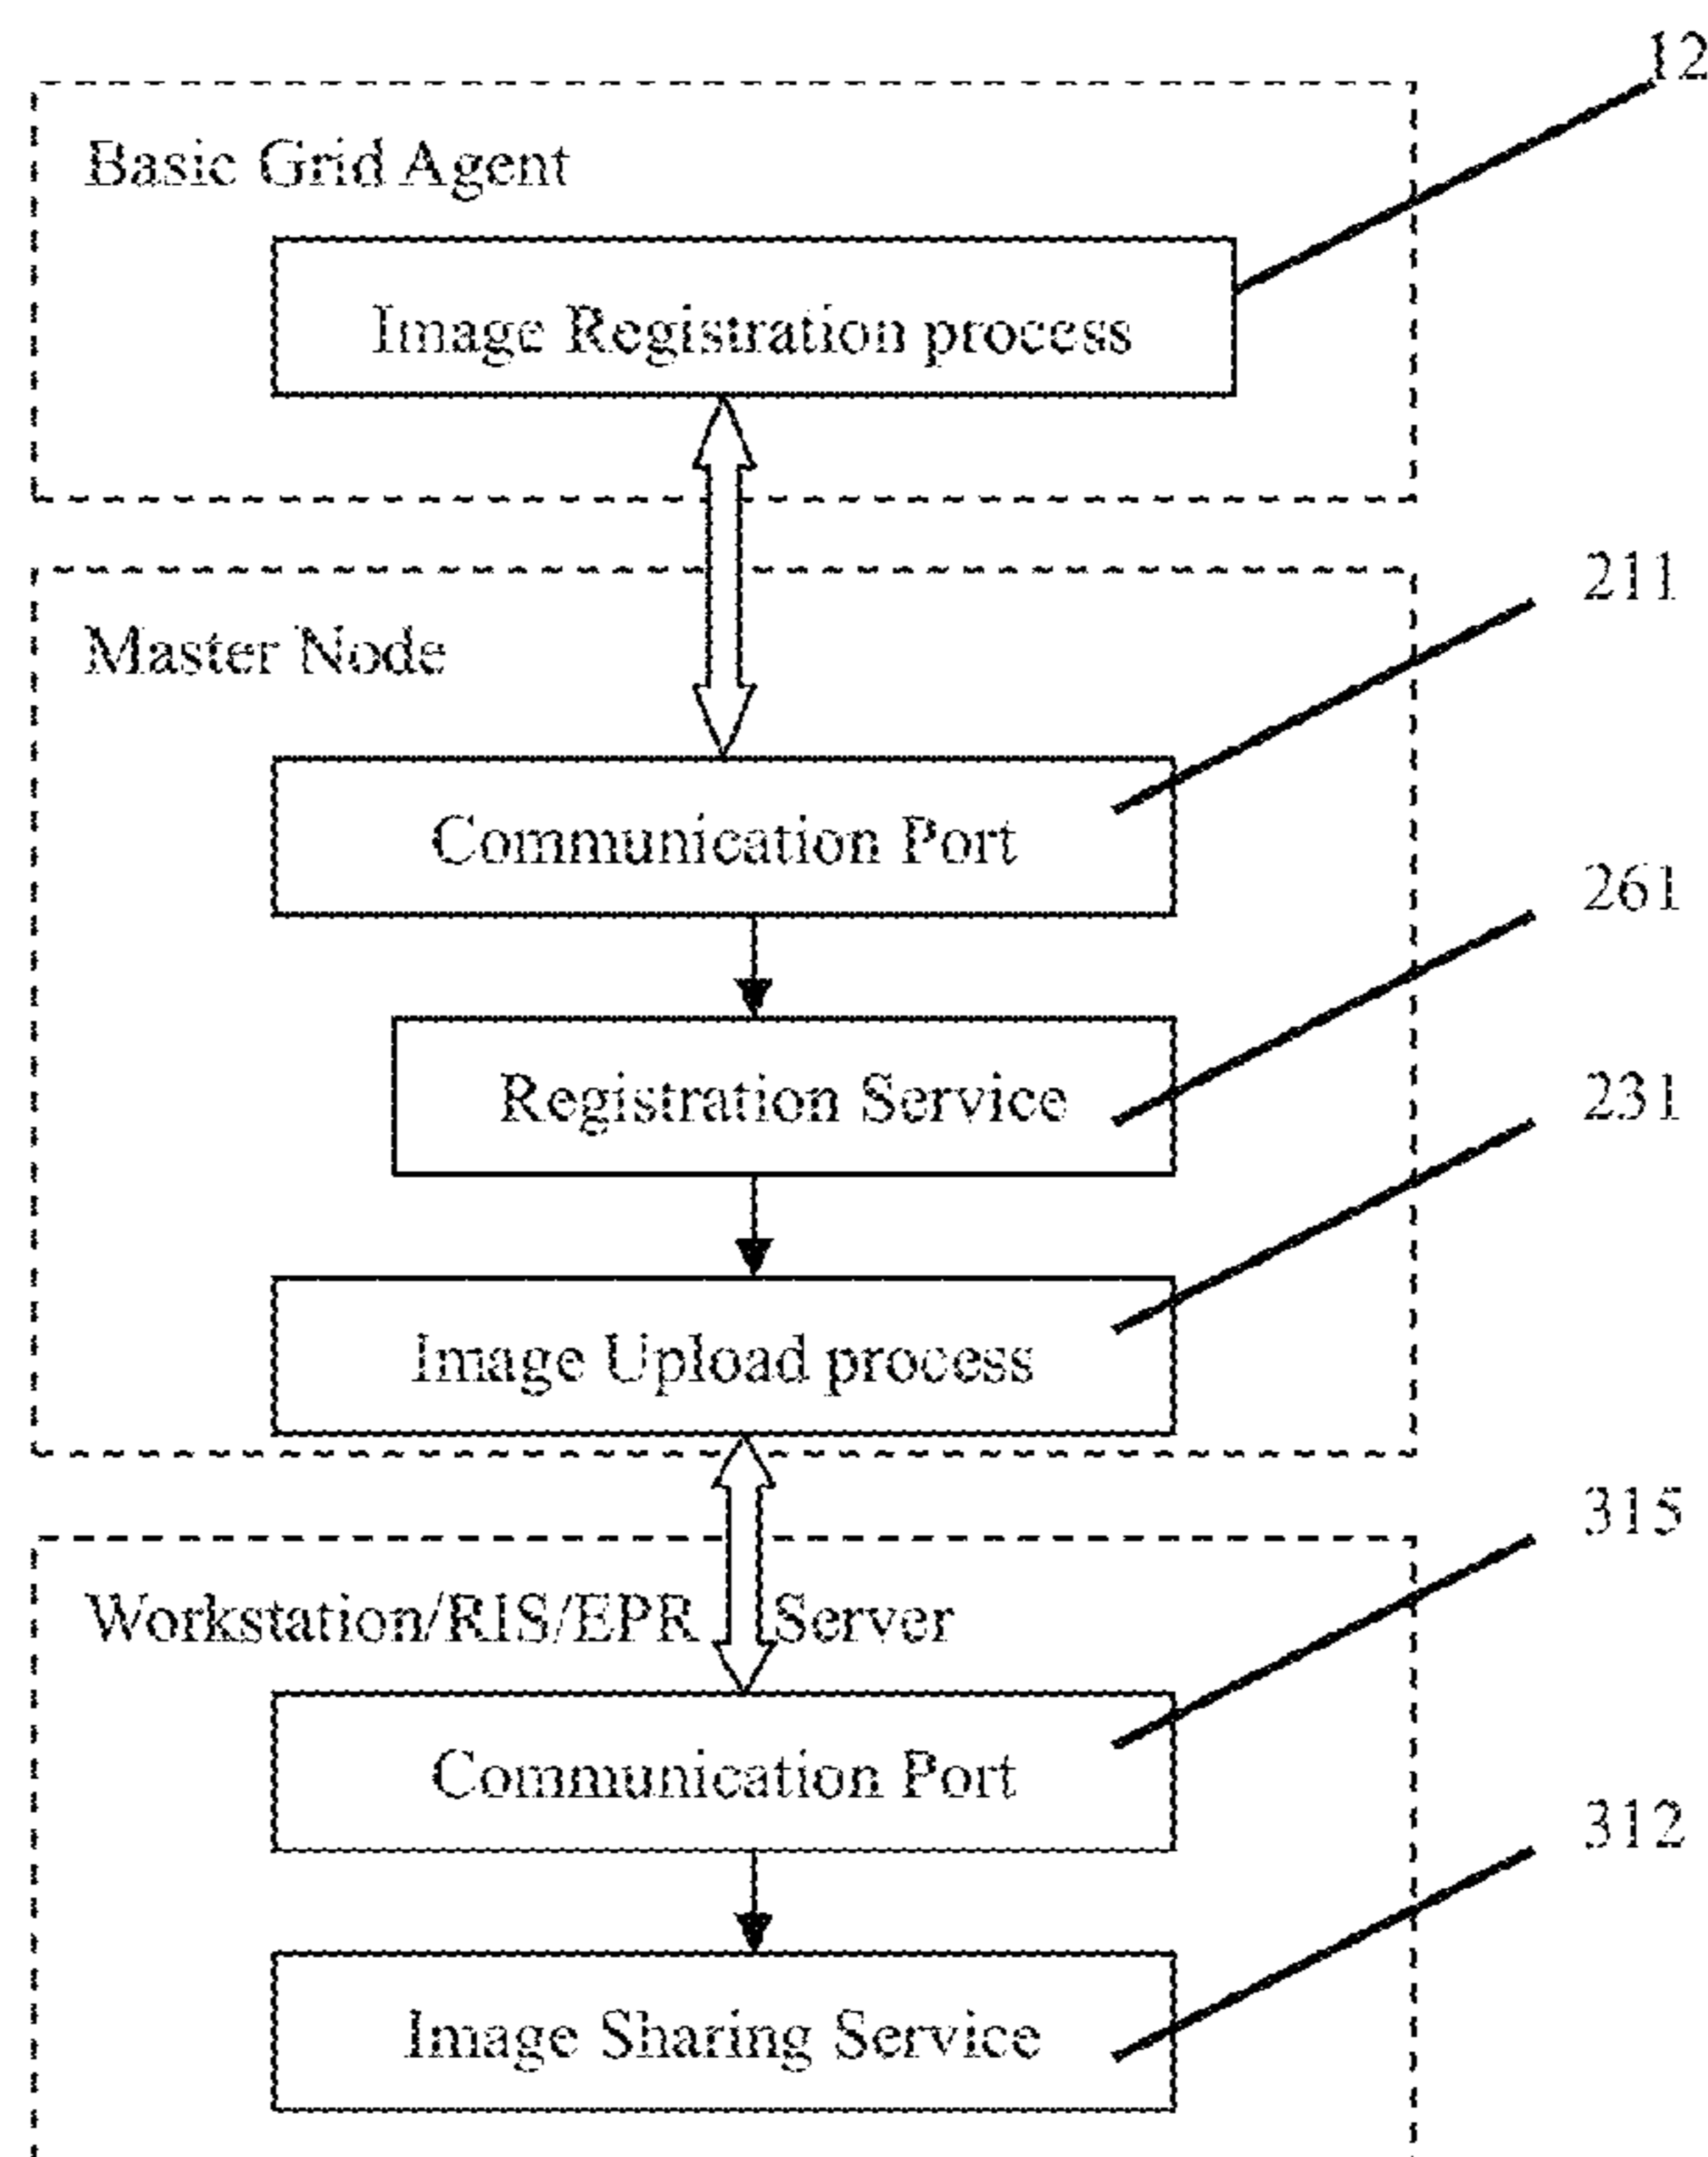 12
Basic Grid Agent
Image Registration process
211
Master Node
Communication Port
261
Registration Service
231
Image Upload process
315
Workstation/RIS/EPR Server
Communication Port
312
Image Sharing Service